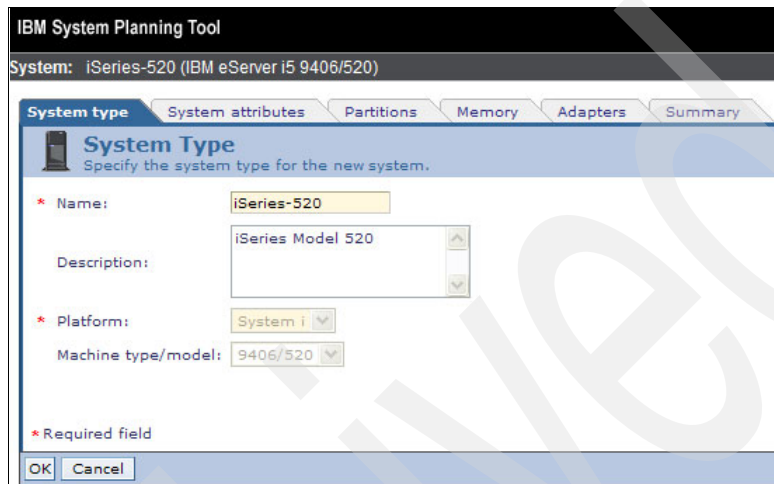 IBM System Planning Tool
System: iSeries-520 (IBM eServer i5 9406/520)
System type System attributes Partitions Memory Adapters Summary
System Type
Specify the system type for the new system.
* Name: iSeries-520
Description: iSeries Model 520
* Platform: System i
Machine type/model: 9406/520
* Required field
OK Cancel